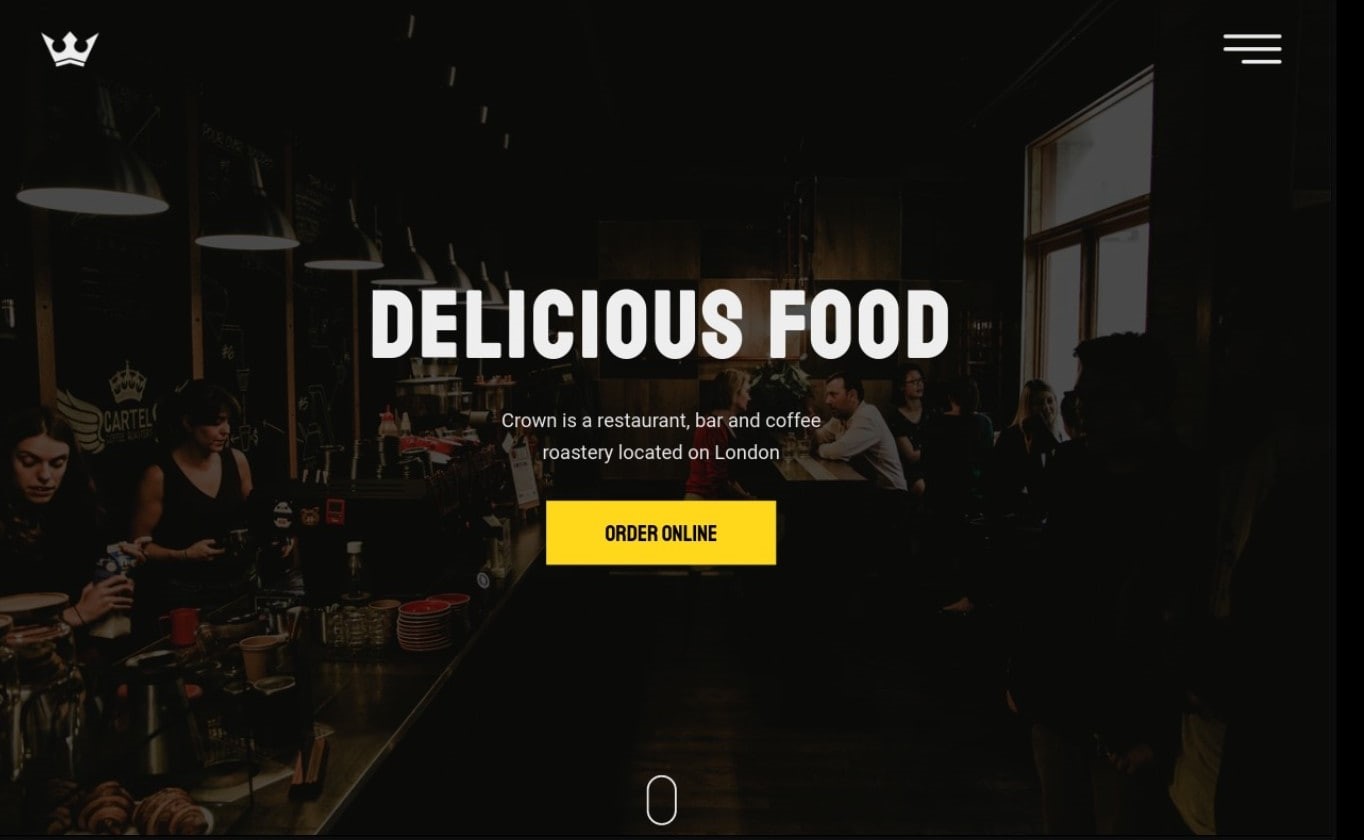 DELICIOUS FOOD
Crown is a restaurant, bar and coffee
roastery located on London
ORDER ONLINE
CARTEL